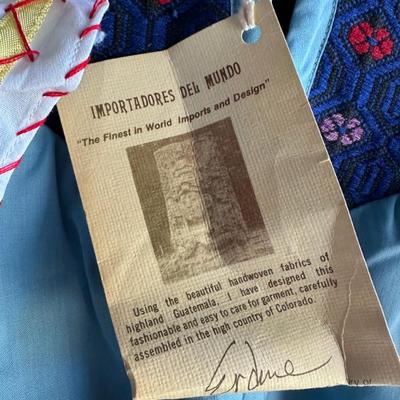 IMPORTADORES DEL MUNDO
"The Finest in World Imports and Design"
Using the beautiful handwoven fabrics of
highland Guatemala, I have designed this
fashionable and easy to care for garment, carefully
assembled in the high country of Colorado.